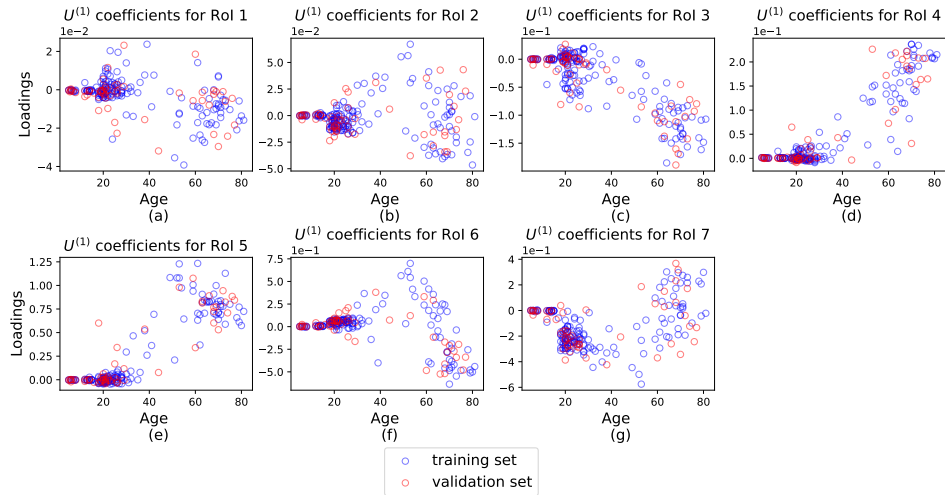 U^(1) coefficients for RoI 1
U^(1) coefficients for RoI 2
U^(1) coefficients for RoI 3
U^(1) coefficients for RoI 4
1e−2
1e−2
1e−1
1e−1
Loadings
2
0
−2
−4
5.0
2.5
0.0
−2.5
−5.0
0.0
−0.5
−1.0
−1.5
2.0
1.5
1.0
0.5
0.0
0 20 40 60 80
0 20 40 60 80
0 20 40 60 80
0 20 40 60 80
Age
Age
Age
Age
(a)
(b)
(c)
(d)
U^(1) coefficients for RoI 5
U^(1) coefficients for RoI 6
U^(1) coefficients for RoI 7
1e−1
1e−1
Loadings
1.25
1.00
0.75
0.50
0.25
0.00
7.5
5.0
2.5
0.0
−2.5
−5.0
4
2
0
−2
−4
−6
20 40 60 80
20 40 60 80
20 40 60 80
Age
Age
Age
(e)
(f)
(g)
training set
validation set